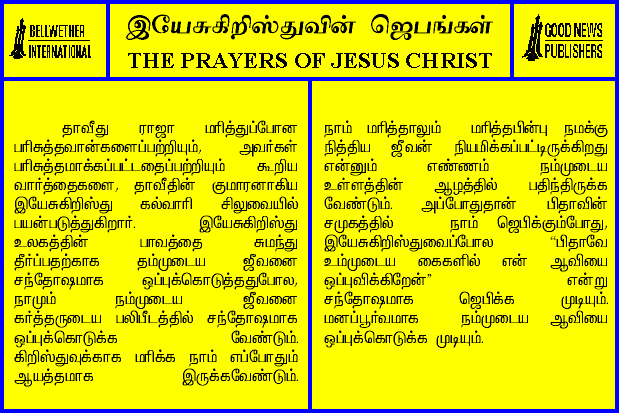 BELLWETHER
INTERNATIONAL
இயேசுகிறிஸ்துவின் ஜெபங்கள்
THE PRAYERS OF JESUS CHRIST
GOOD NEWS
PUBLISHERS
தாவீது ராஜா மரித்துப்போன
பரிசுத்தவான்களைப்பற்றியும், அவர்கள்
பரிசுத்தமாக்கப்பட்டதைப்பற்றியும் கூறிய
வார்த்தைகளை, தாவீதின் குமாரனாகிய
இயேசுகிறிஸ்து கல்வாரி சிலுவையில்
பயன்படுத்துகிறார். இயேசுகிறிஸ்து
உலகத்தின் பாவத்தை சுமந்து
தீர்ப்பதற்காக தம்முடைய ஜீவனை
சந்தோஷமாக ஒப்புக்கொடுத்ததுபோல,
நாமும் நம்முடைய ஜீவனை
கர்த்தருடைய பலிபீடத்தில் சந்தோஷமாக
ஒப்புக்கொடுக்க வேண்டும்.
கிறிஸ்துவுக்காக மரிக்க நாம் எப்போதும்
ஆயத்தமாக இருக்கவேண்டும்.
நாம் மரித்தாலும் மரித்தபின்பு நமக்கு
நித்திய ஜீவன் நியமிக்கப்பட்டிருக்கிறது
என்னும் எண்ணம் நம்முடைய
உள்ளத்தின் ஆழத்தில் பதிந்திருக்க
வேண்டும். அப்போதுதான் பிதாவின்
சமுகத்தில் நாம் ஜெபிக்கும்போது,
இயேசுகிறிஸ்துவைப்போல “பிதாவே
உம்முடைய கைகளில் என் ஆவியை
ஒப்புவிக்கிறேன்” என்று
சந்தோஷமாக ஜெபிக்க முடியும்.
மனப்பூர்வமாக நம்முடைய ஆவியை
ஒப்புக்கொடுக்க முடியும்.